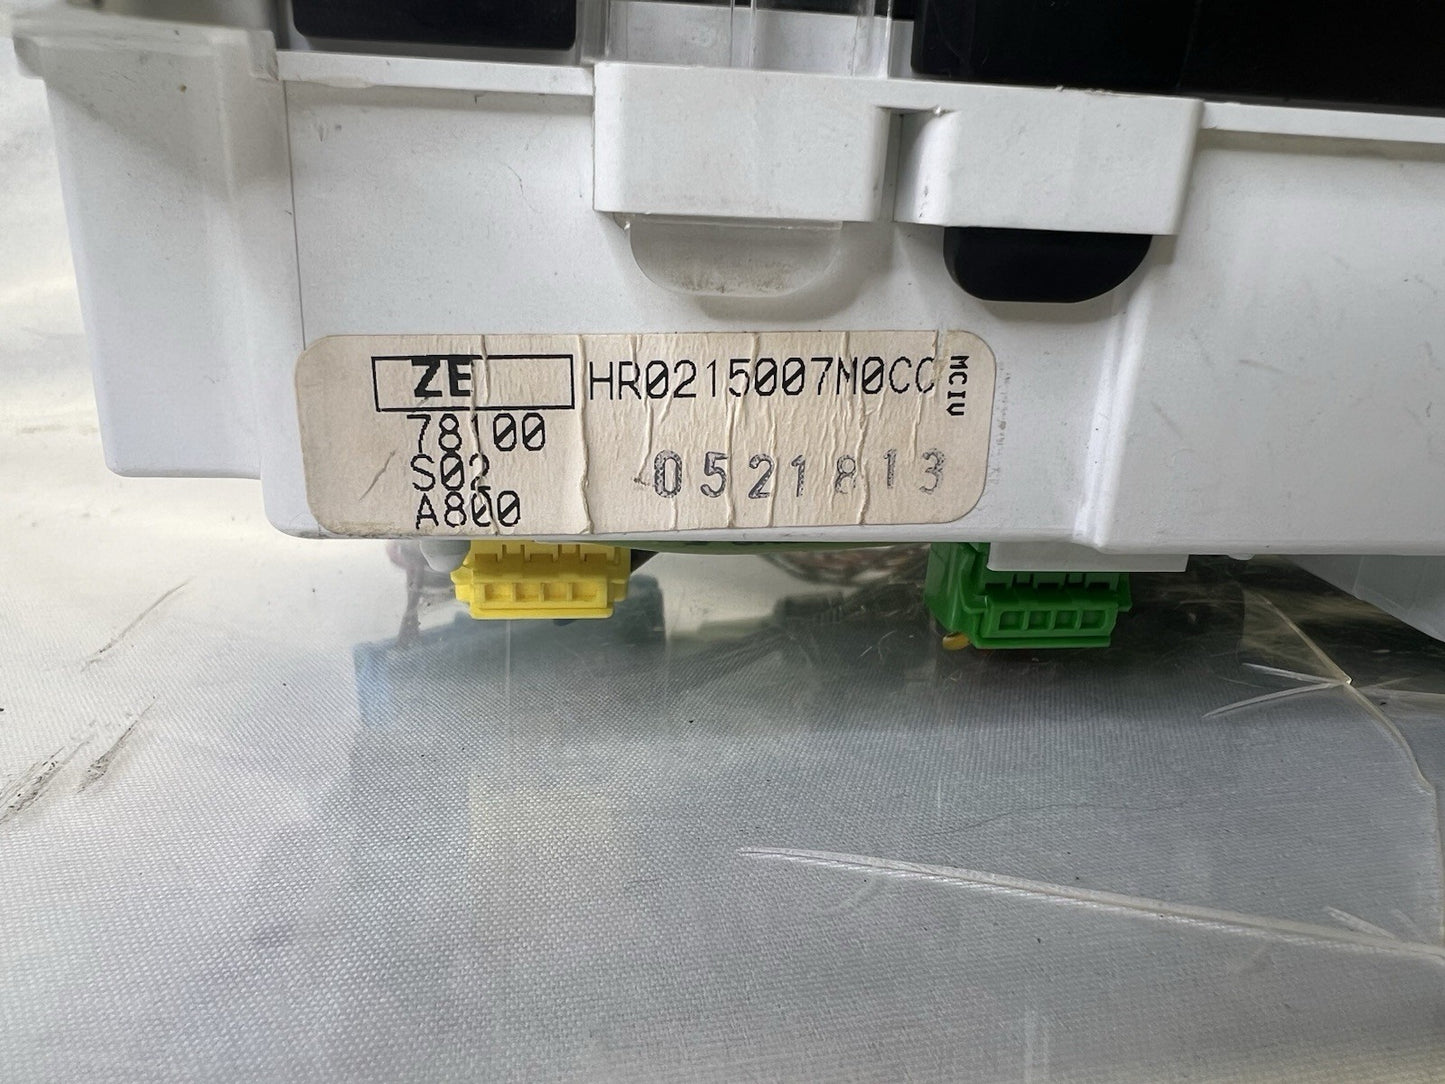 ZE HR0215007M0CC
MCIV
78100
S02
A800
0521813